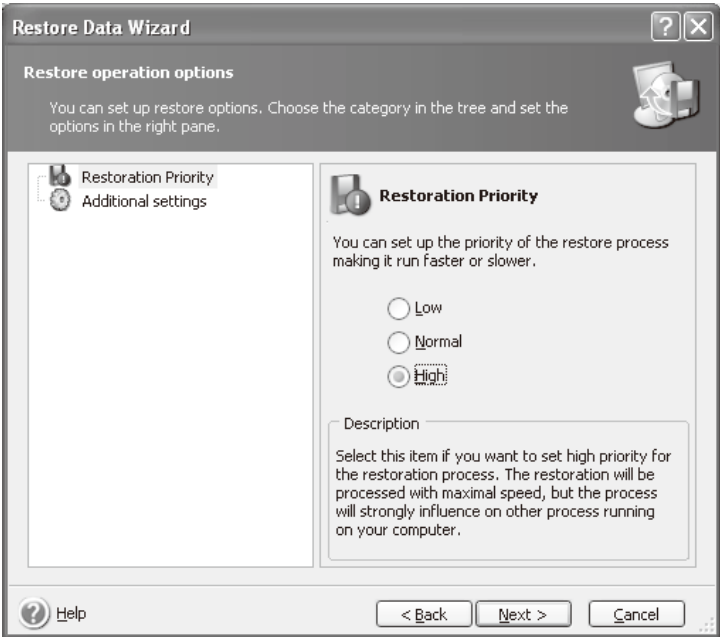 Restore Data Wizard
Restore operation options
You can set up restore options. Choose the category in the tree and set the
options in the right pane.
Restoration Priority
Additional settings
Restoration Priority
You can set up the priority of the restore process
making it run faster or slower.
Low
Normal
High
Description
Select this item if you want to set high priority for
the restoration process. The restoration will be
processed with maximal speed, but the process
will strongly influence on other process running
on your computer.
Help
< Back
Next >
Cancel